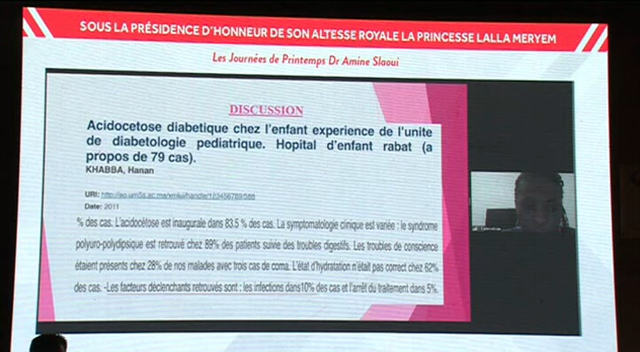 SOUS LA PRÉSIDENCE D'HONNEUR DE SON ALTESSE ROYALE LA PRINCESSE LALLA MERYEM
Les Journées de Printemps Dr Amine Slaoui
DISCUSSION
Acidocetose diabetique chez l'enfant experience de l'unite
de diabetologie pediatrique. Hopital d'enfant rabat (a
propos de 79 cas).
KHABBA, Hanan
URI:
Date: 2011
% des cas. L'acidocétose est inaugurale dans 83.5 % des cas. La symptomatologie clinique est variée : le syndrome
polyuro-polydipsique est retrouvé chez 89% des patients suivie des troubles digestifs. Les troubles de conscience
étaient présents chez 28% de nos malades avec trois cas de coma. L'état d'hydratation n'était pas correct chez 62%
des cas. -Les facteurs déclenchants retrouvés sont : les infections dans10% des cas et l'arrêt du traitement dans 5%.